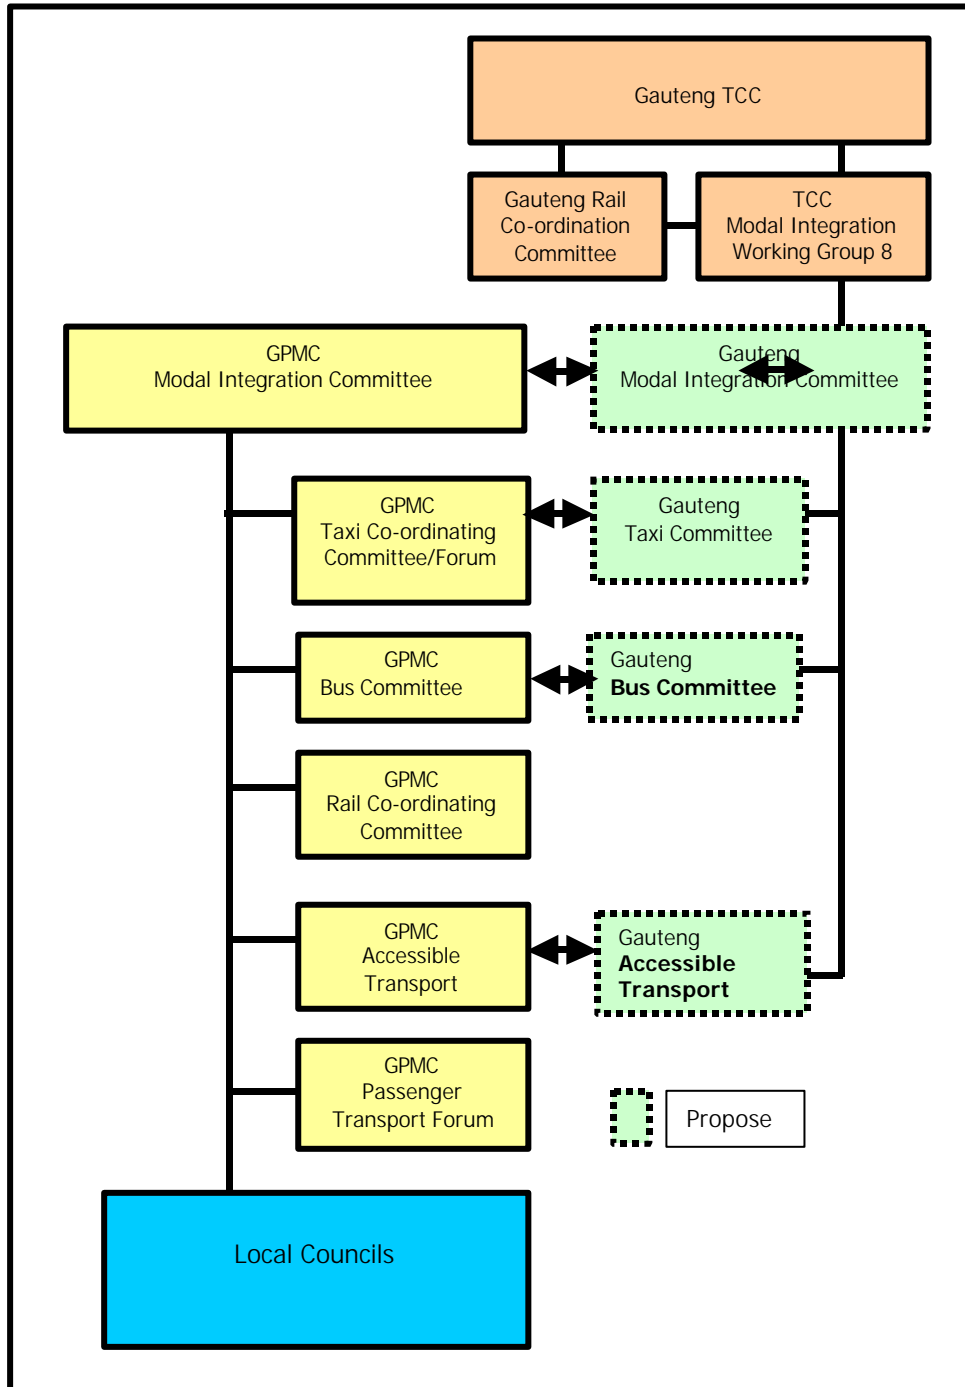 Gauteng TCC
Gauteng Rail
Co-ordination
Committee
TCC
Modal Integration
Working Group 8
GPMC
Modal Integration Committee
Gauteng
Modal Integration Committee
GPMC
Taxi Co-ordinating
Committee/Forum
Gauteng
Taxi Committee
GPMC
Bus Committee
Gauteng
Bus Committee
GPMC
Rail Co-ordinating
Committee
GPMC
Accessible
Transport
Gauteng
Accessible
Transport
GPMC
Passenger
Transport Forum
Propose
Local Councils